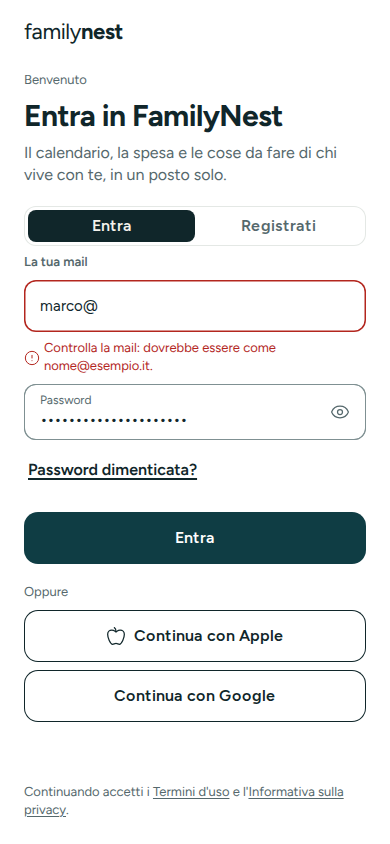 familynest
Benvenuto
Entra in FamilyNest
Il calendario, la spesa e le cose da fare di chi
vive con te, in un posto solo.
Entra
Registrati
La tua mail
marco@
Controlla la mail: dovrebbe essere come
nome@esempio.it.
Password
•••••••••••••••••••••
Password dimenticata?
Entra
Oppure
Continua con Apple
Continua con Google
Continuando accetti i Termini d'uso e l'Informativa sulla
privacy.